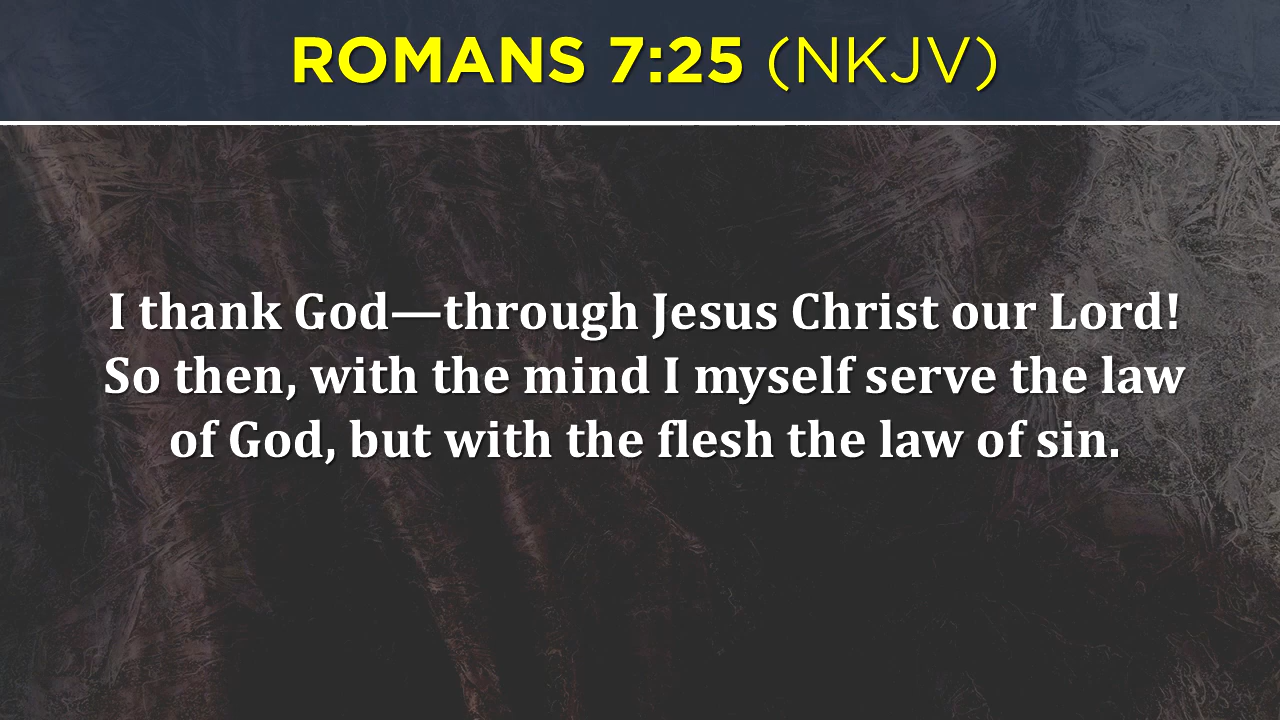 ROMANS 7:25 (NKJV)
I thank God—through Jesus Christ our Lord!
So then, with the mind I myself serve the law
of God, but with the flesh the law of sin.